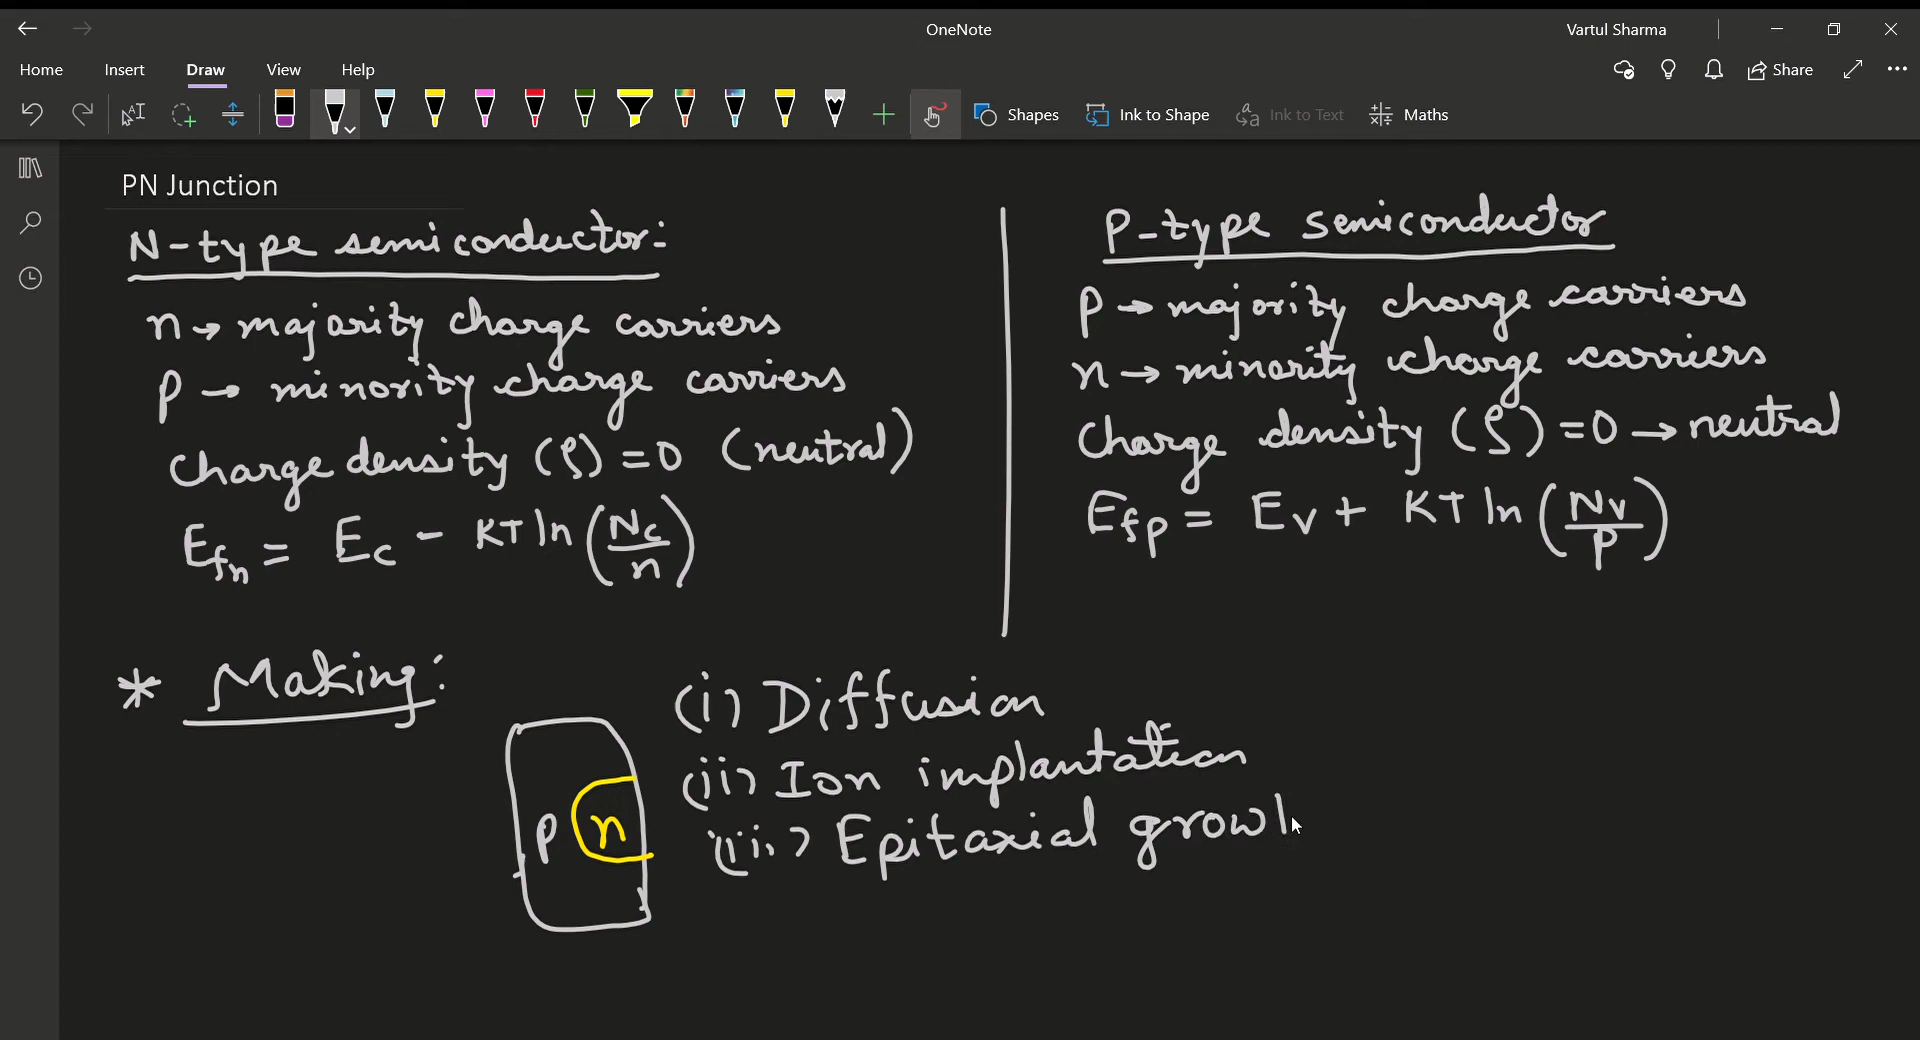 OneNote
Vartul Sharma
Home Insert Draw View Help
Share
Shapes Ink to Shape Ink to Text Maths
PN Junction
N-type semiconductor:
n → majority charge carriers
p → minority charge carriers
charge density (ρ) = 0 (neutral)
Efn = Ec - KT ln (Nc/n)
P-type semiconductor
p → majority charge carriers
n → minority charge carriers
Charge density (ρ) = 0 → neutral
Efp = Ev + KT ln (Nv/p)
* Making:
p n
(i) Diffusion
(ii) Ion implantation
(iii) Epitaxial growl